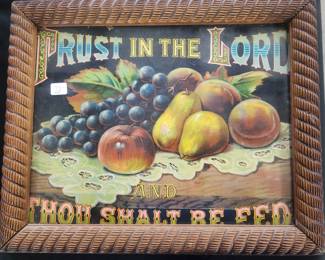 TRUST IN THE LORD
AND
THOU SHALT BE FED